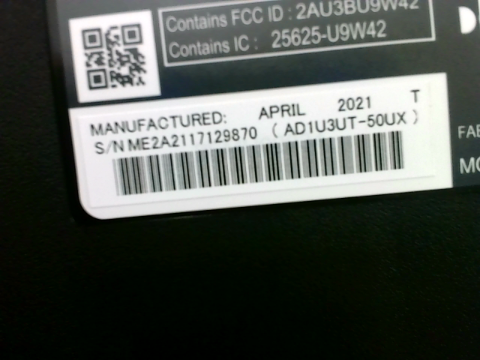 Contains FCC ID : 2AU3BU9W42
Contains IC : 25625-U9W42
MANUFACTURED: APRIL 2021 T
S/N ME2A2117129870 ( AD1U3UT-50UX )